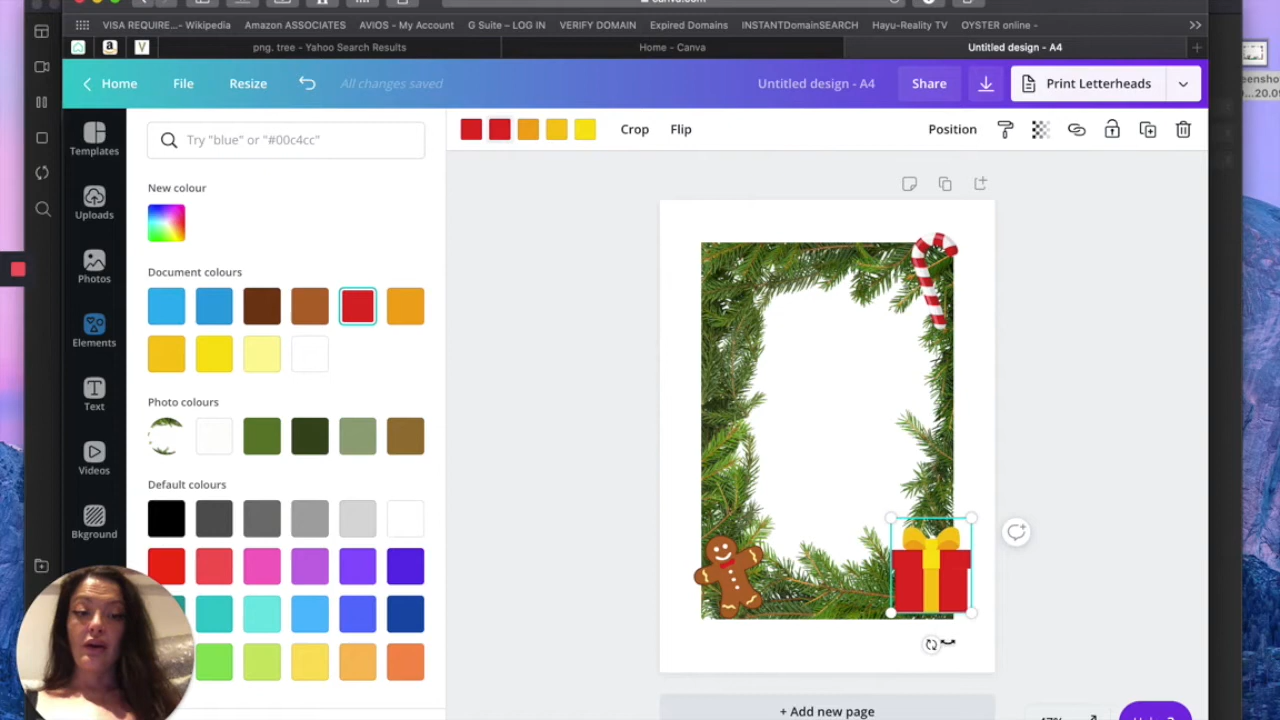 VISA REQUIRE... - Wikipedia
Amazon ASSOCIATES
AVIOS - My Account
G Suite – LOG IN
VERIFY DOMAIN
Expired Domains
INSTANTDomainSEARCH
Hayu-Reality TV
OYSTER online -
png. tree - Yahoo Search Results
Home - Canva
Untitled design - A4
Home
File
Resize
All changes saved
Untitled design - A4
Share
Print Letterheads
Try "blue" or "#00c4cc"
Crop
Flip
Position
Templates
Uploads
Photos
Elements
Text
Videos
Bkground
New colour
Document colours
Photo colours
Default colours
+ Add new page